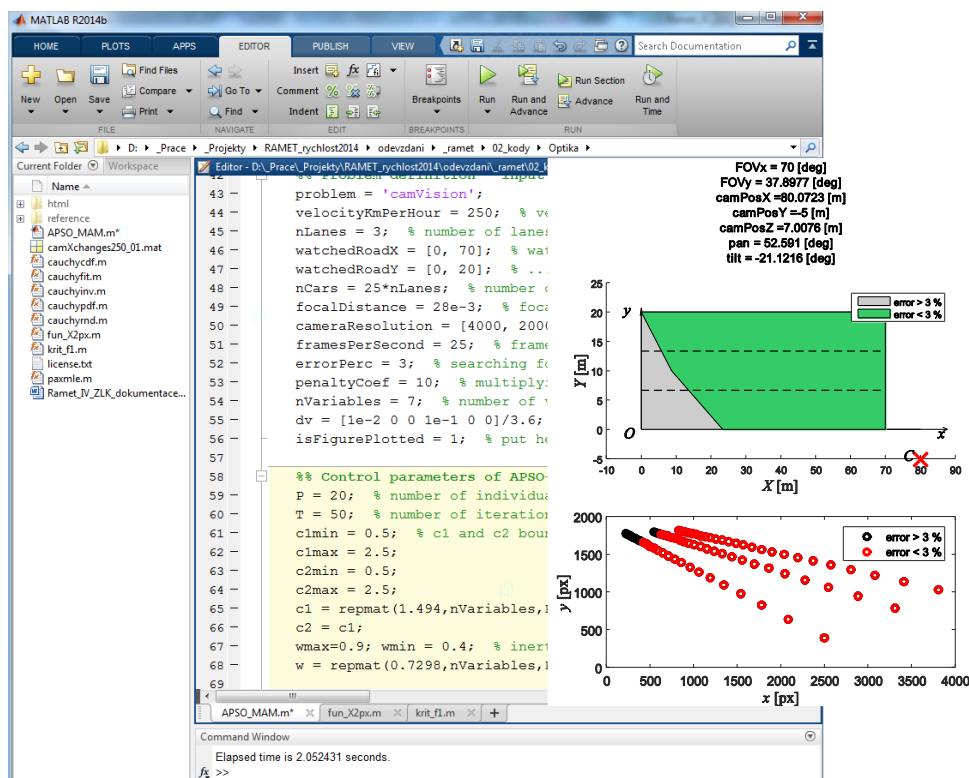 MATLAB R2014b
HOME PLOTS APPS EDITOR PUBLISH VIEW Search Documentation
New Open Save Find Files Compare Print
Go To Find
Insert fx Comment Indent
Breakpoints
Run Run and Advance Run Section Advance Run and Time
FILE NAVIGATE EDIT BREAKPOINTS RUN
D: _Prace _Projekty RAMET_rychlost2014 odevzdani _ramet 02_kody Optika
Current Folder Workspace
Name
html
reference
APSO_MAM.m*
camXchanges250_01.mat
cauchycdf.m
cauchyfit.m
cauchyinv.m
cauchypdf.m
cauchyrnd.m
fun_X2px.m
krit_f1.m
license.txt
paxmle.m
Ramet_IV_ZLK_dokumentace...
Editor - D:\_Prace\_Projekty\RAMET_rychlost2014\odevzdani\_ramet\02_k
42 %% Problem definition input
43 problem = 'camVision';
44 velocityKmPerHour = 250; % ve
45 nLanes = 3; % number of lanes
46 watchedRoadX = [0, 70]; % wat
47 watchedRoadY = [0, 20]; % ...
48 nCars = 25*nLanes; % number o
49 focalDistance = 28e-3; % foca
50 cameraResolution = [4000, 2000
51 framesPerSecond = 25; % frame
52 errorPerc = 3; % searching fo
53 penaltyCoef = 10; % multiplyi
54 nVariables = 7; % number of v
55 dv = [1e-2 0 0 1e-1 0 0]/3.6;
56 isFigurePlotted = 1; % put he
57
58 %% Control parameters of APSO
59 P = 20; % number of individua
60 T = 50; % number of iteration
61 c1min = 0.5; % c1 and c2 boun
62 c1max = 2.5;
63 c2min = 0.5;
64 c2max = 2.5;
65 c1 = repmat(1.494,nVariables,
66 c2 = c1;
67 wmax=0.9; wmin = 0.4; % inert
68 w = repmat(0.7298,nVariables,
69
APSO_MAM.m* fun_X2px.m krit_f1.m
Command Window
Elapsed time is 2.052431 seconds.
fx >>
FOVx = 70 [deg]
FOVy = 37.8977 [deg]
camPosX =80.0723 [m]
camPosY =-5 [m]
camPosZ =7.0076 [m]
pan = 52.591 [deg]
tilt = -21.1216 [deg]
error > 3 %
error < 3 %
25
20
15
10
5
0
-5
Y [m]
y
O
x
C
-10 0 10 20 30 40 50 60 70 80 90
X [m]
error > 3 %
error < 3 %
2000
1500
1000
500
0
y [px]
0 500 1000 1500 2000 2500 3000 3500 4000
x [px]